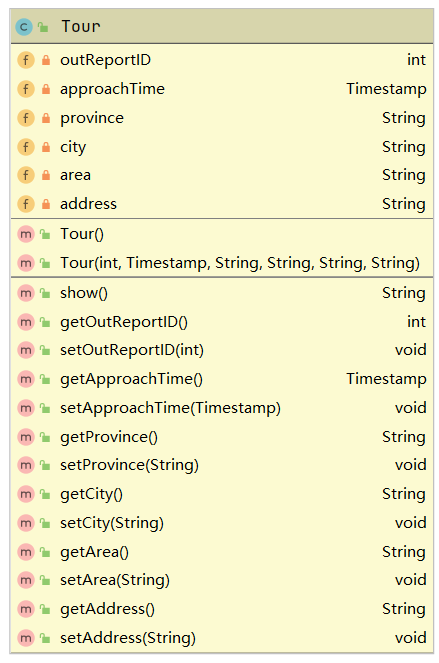 Tour
outReportID int
approachTime Timestamp
province String
city String
area String
address String
Tour()
Tour(int, Timestamp, String, String, String, String)
show() String
getOutReportID() int
setOutReportID(int) void
getApproachTime() Timestamp
setApproachTime(Timestamp) void
getProvince() String
setProvince(String) void
getCity() String
setCity(String) void
getArea() String
setArea(String) void
getAddress() String
setAddress(String) void